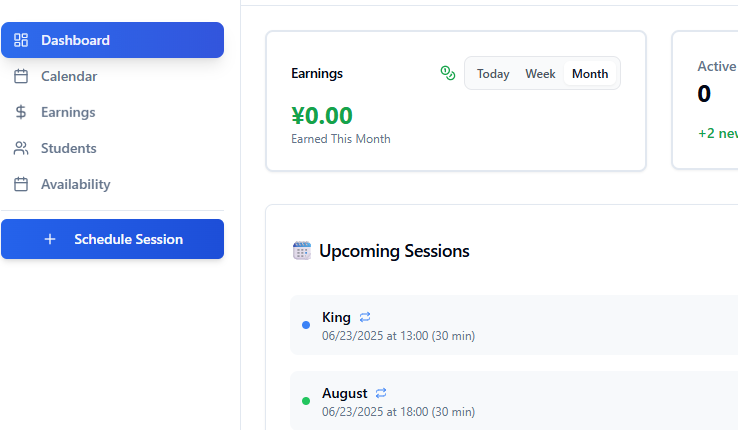 Dashboard
Calendar
Earnings
Students
Availability
Schedule Session
Earnings
Today Week Month
¥0.00
Earned This Month
Active
0
+2 new
Upcoming Sessions
King
06/23/2025 at 13:00 (30 min)
August
06/23/2025 at 18:00 (30 min)